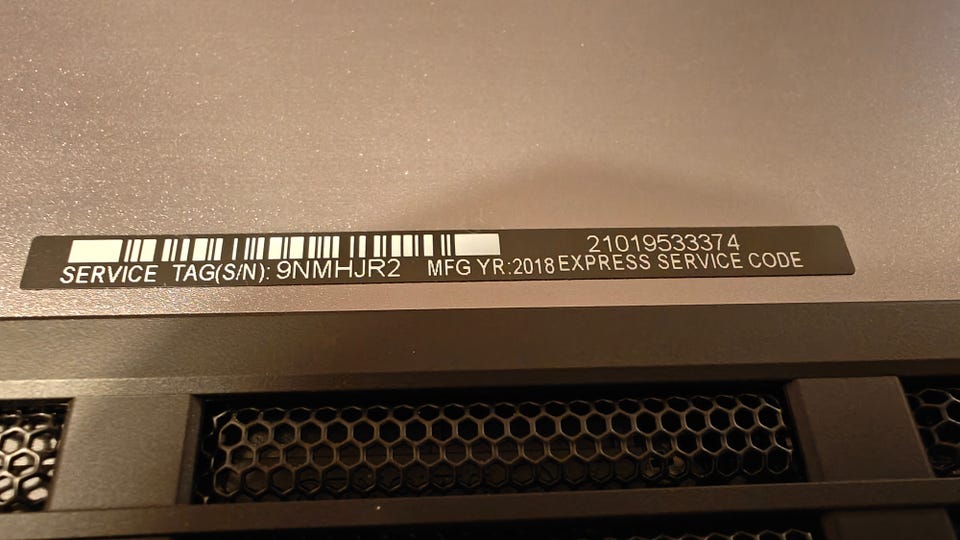 21019533374
SERVICE TAG(S/N): 9NMHJR2 MFG YR:2018 EXPRESS SERVICE CODE